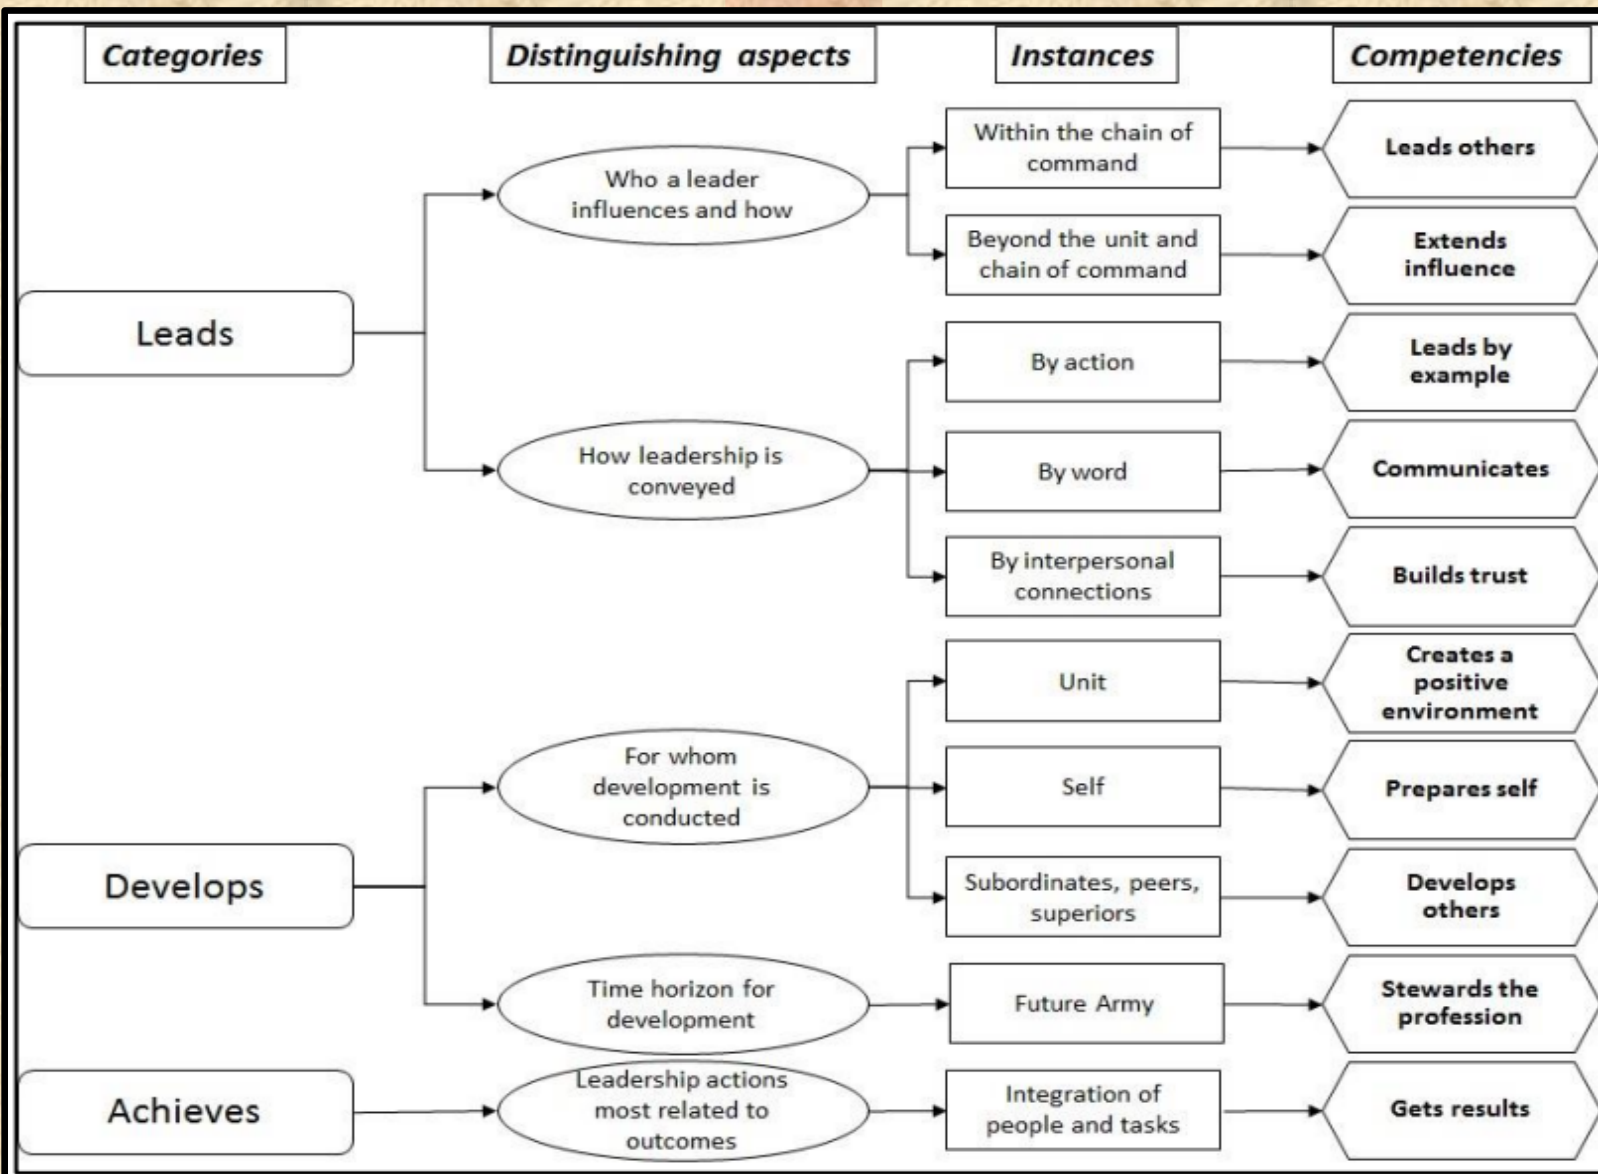 Categories
Distinguishing aspects
Instances
Competencies
Leads
Who a leader
influences and how
Within the chain of
command
Leads others
Beyond the unit and
chain of command
Extends
influence
How leadership is
conveyed
By action
Leads by
example
By word
Communicates
By interpersonal
connections
Builds trust
Develops
For whom
development is
conducted
Unit
Creates a
positive
environment
Self
Prepares self
Subordinates, peers,
superiors
Develops
others
Time horizon for
development
Future Army
Stewards the
profession
Achieves
Leadership actions
most related to
outcomes
Integration of
people and tasks
Gets results